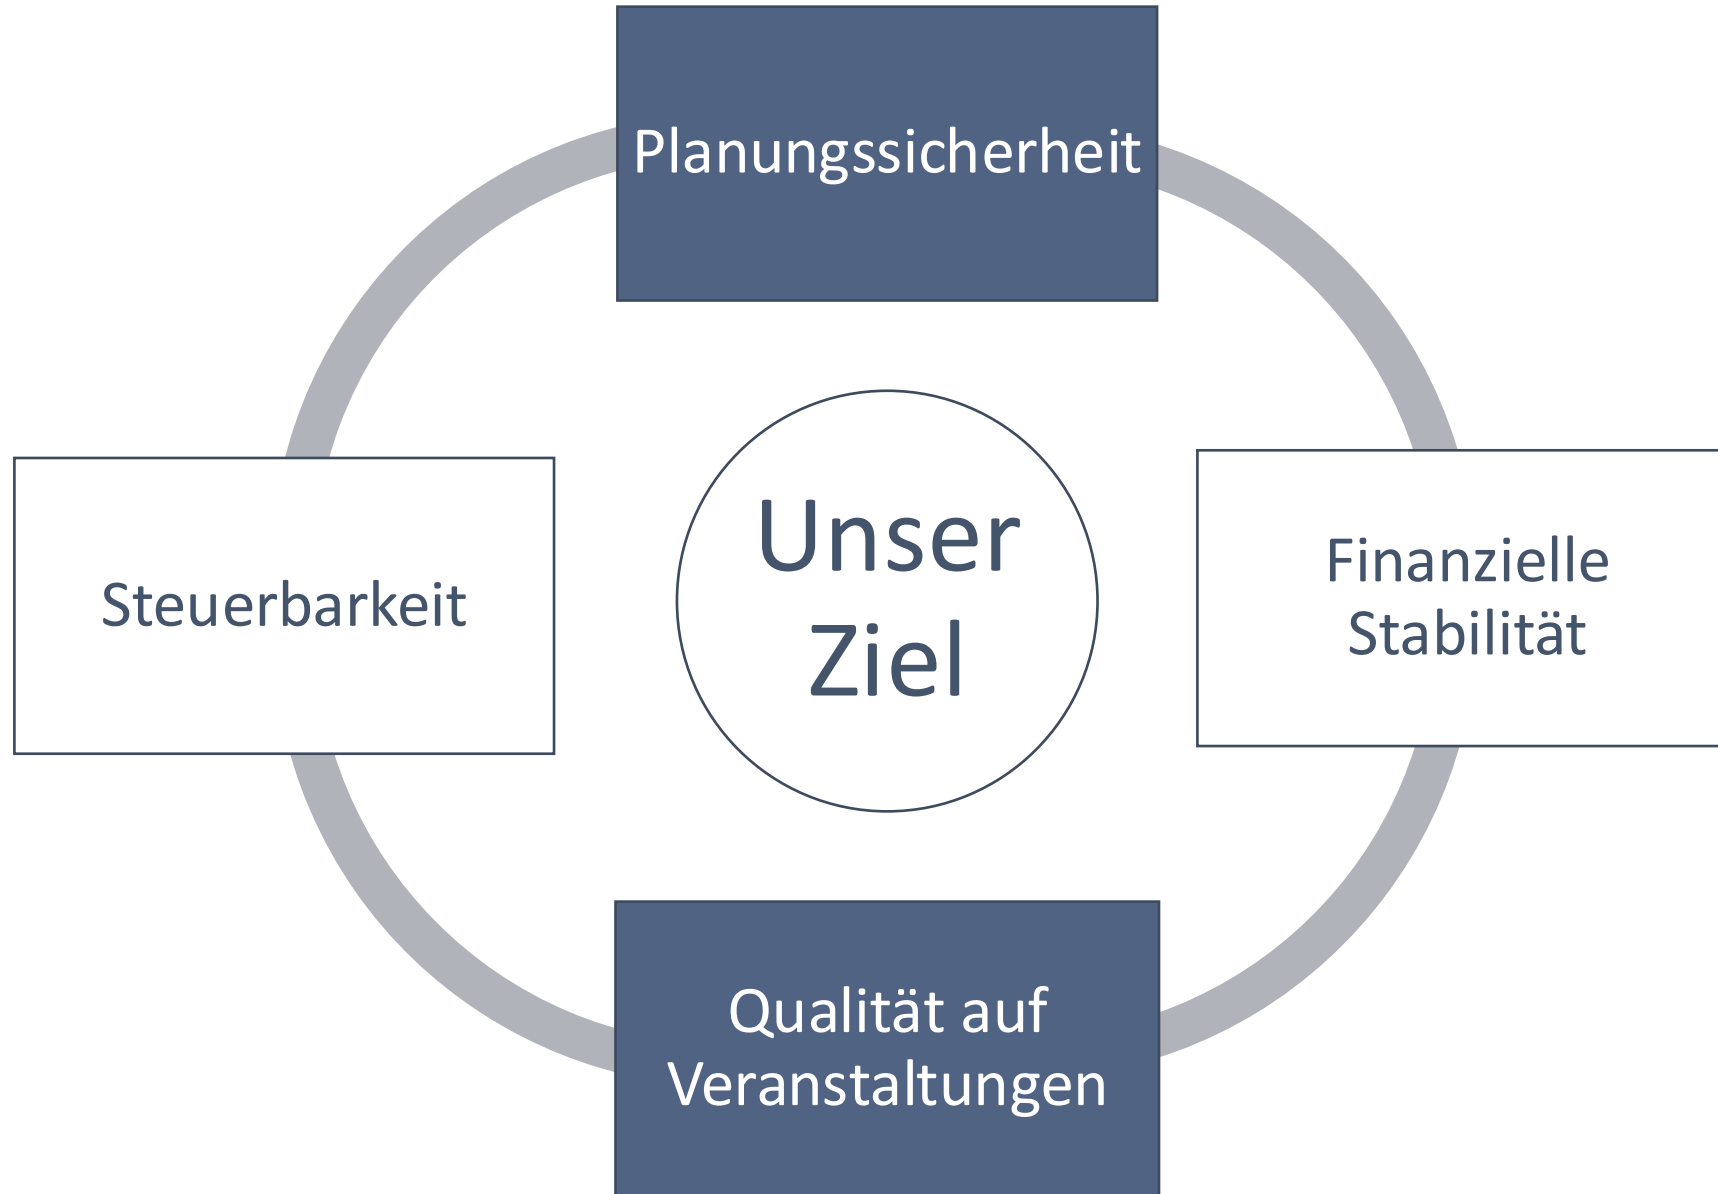 Planungssicherheit
Unser
Ziel
Steuerbarkeit
Finanzielle
Stabilität
Qualität auf
Veranstaltungen